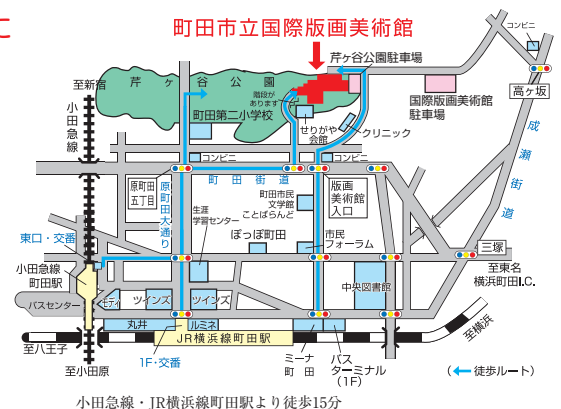 に
町田市立国際版画美術館
コンビニ
芹ヶ谷公園駐車場
至新宿
芹ヶ谷公園
階段が
あります
高ヶ坂
国際版画美術館
駐車場
小田急線
町田第二小学校
せりがや
会館
クリニック
成瀬街道
コンビニ
コンビニ
原町田
五丁目
町田街道
版画
美術館
入口
原町田大通り
町田市民
文学館
ことばらんど
生涯
学習センター
東口・交番
ぽっぽ町田
市民
フォーラム
三塚
小田急線
町田駅
至東名
横浜町田I.C.
中央図書館
バスセンター
モディ
ツインズ
ツインズ
丸井
ルミネ
JR横浜線町田駅
至横浜
至八王子
1F・交番
ミーナ
町田
バス
ターミナル
(1F)
至小田原
(←徒歩ルート)
小田急線・JR横浜線町田駅より徒歩15分